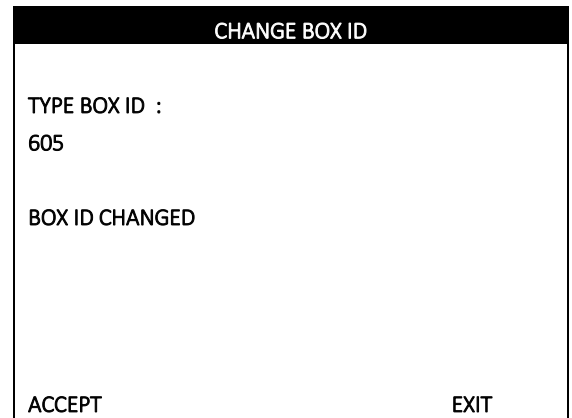 CHANGE BOX ID
TYPE BOX ID :
605
BOX ID CHANGED
ACCEPT EXIT